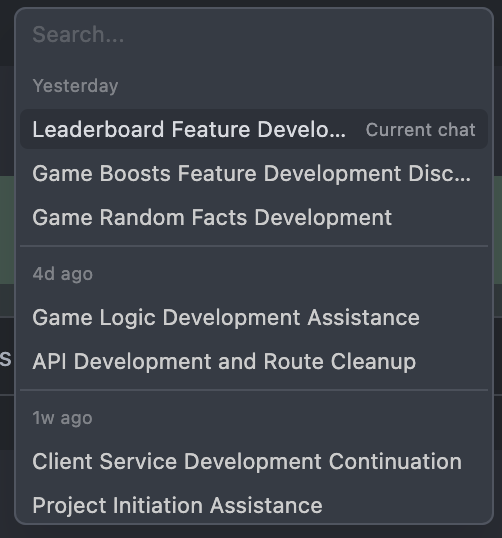 Search...
Yesterday
Leaderboard Feature Develo... Current chat
Game Boosts Feature Development Disc...
Game Random Facts Development
4d ago
Game Logic Development Assistance
S
API Development and Route Cleanup
1w ago
Client Service Development Continuation
Project Initiation Assistance